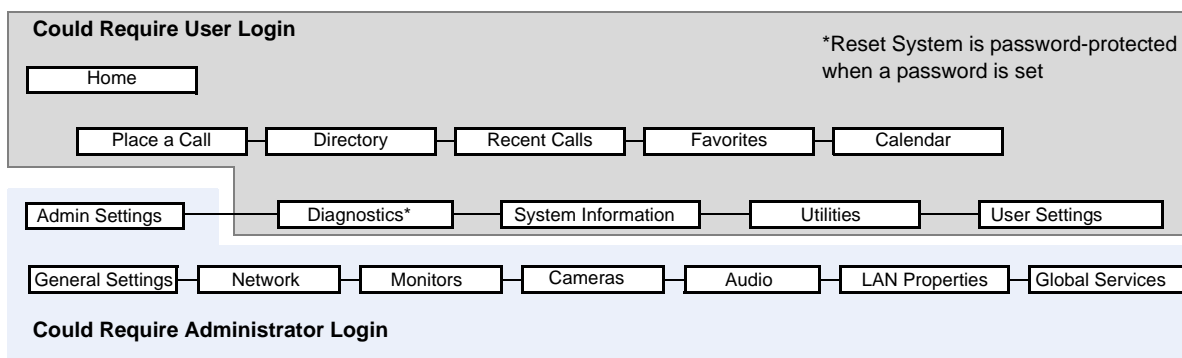 Could Require User Login
*Reset System is password-protected
when a password is set
Home
Place a Call
Directory
Recent Calls
Favorites
Calendar
Admin Settings
Diagnostics*
System Information
Utilities
User Settings
General Settings
Network
Monitors
Cameras
Audio
LAN Properties
Global Services
Could Require Administrator Login